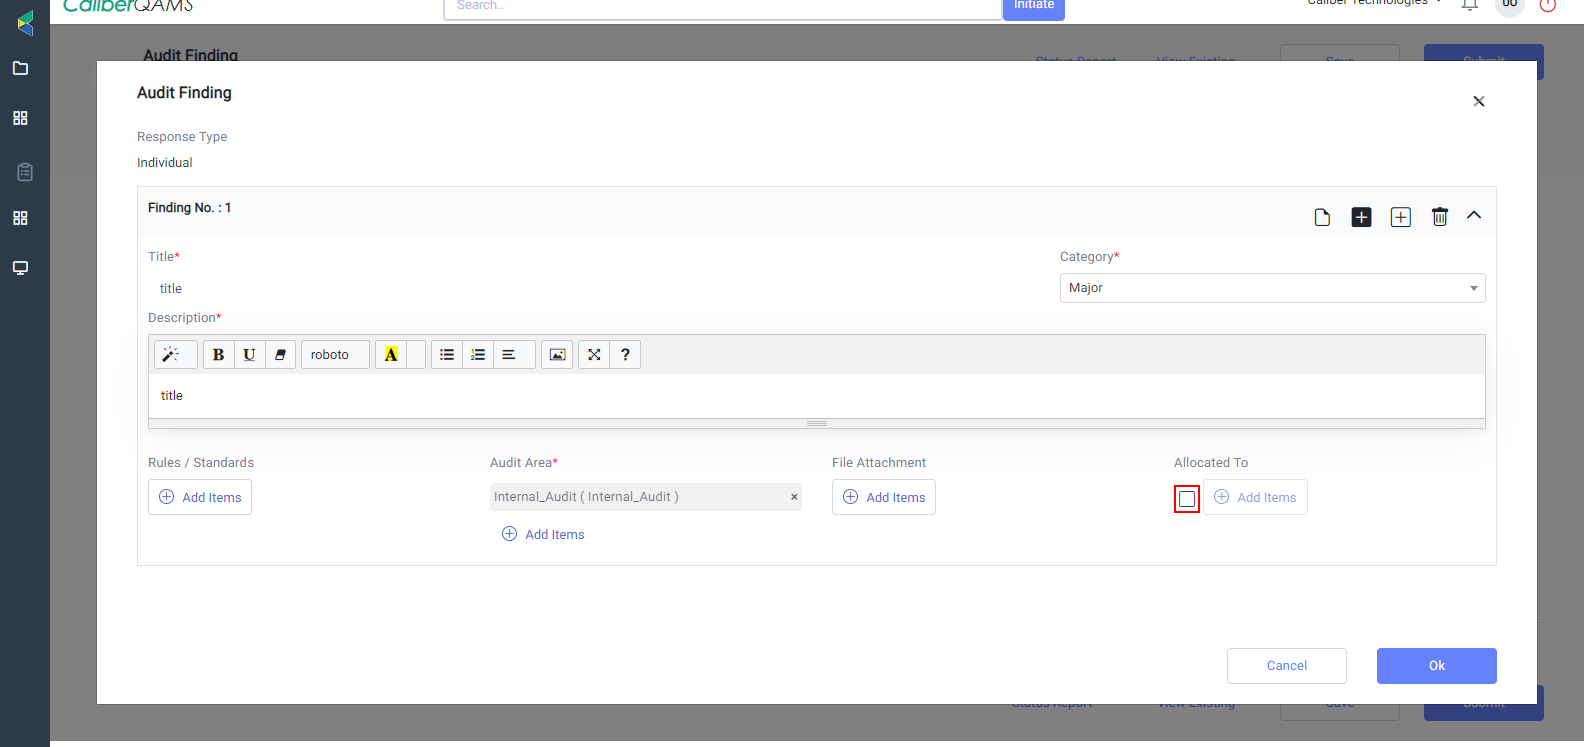 CaliberQAMS
Search..
Initiate
Caliber Technologies
Audit Finding
Status Report
View Existing
Save
Submit
Audit Finding
Response Type
Individual
Finding No. : 1
Title*
Category*
title
Major
Description*
B U roboto A ?
title
Rules / Standards
Audit Area*
File Attachment
Allocated To
Add Items
Internal_Audit ( Internal_Audit ) ×
Add Items
Add Items
Add Items
Cancel
Ok
Status Report
View Existing
Save
Submit